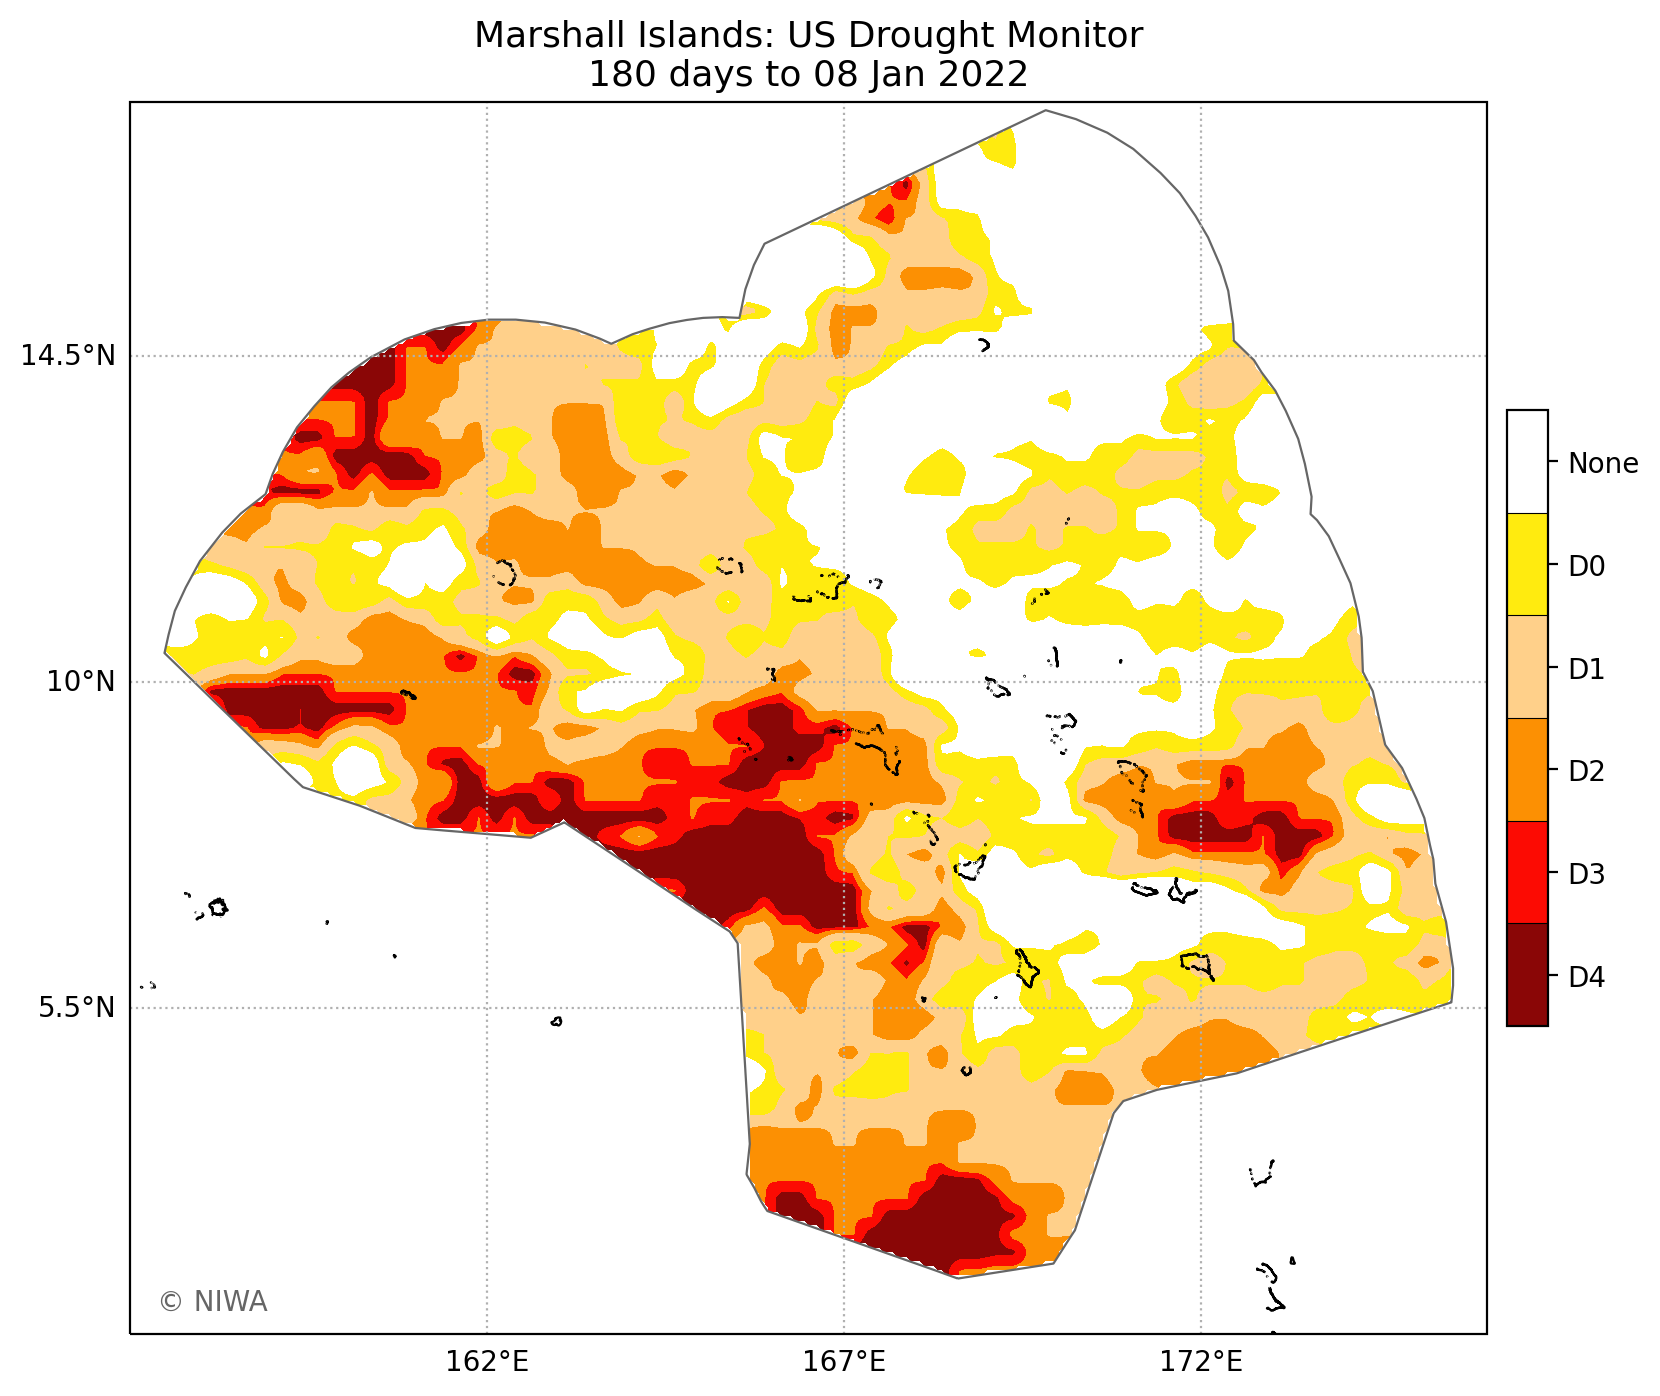 Marshall Islands: US Drought Monitor
180 days to 08 Jan 2022
14.5°N
10°N
5.5°N
162°E
167°E
172°E
None
D0
D1
D2
D3
D4
© NIWA